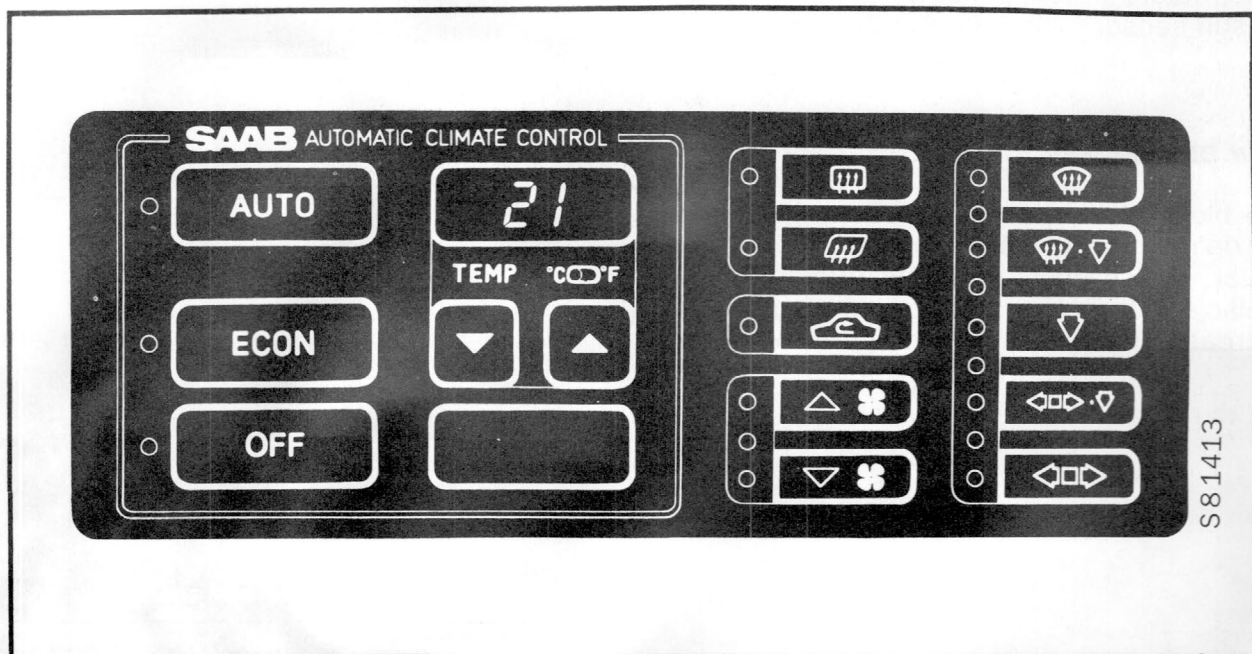 SAAB AUTOMATIC CLIMATE CONTROL
AUTO
21
TEMP °C °F
ECON
OFF
S81413